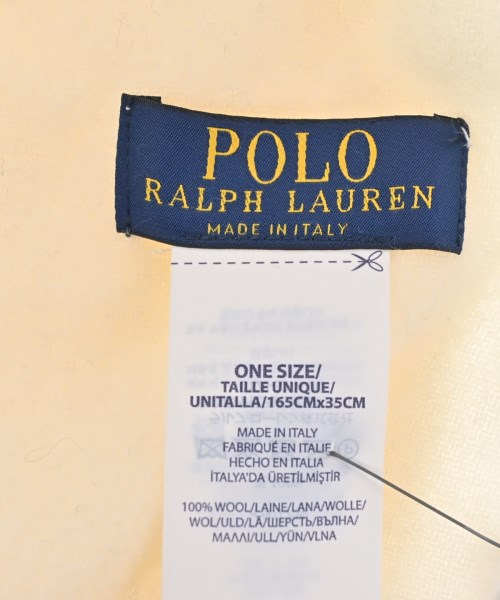 POLO
RALPH LAUREN
MADE IN ITALY
ONE SIZE/
TAILLE UNIQUE/
UNITALLA/165CMx35CM
MADE IN ITALY
FABRIQUÉ EN ITALIE
HECHO EN ITALIA
İTALYA'DA ÜRETİLMİŞTİR
100% WOOL/LAINE/LANA/WOLLE/
WOL/ULD/LÃ/ШЕРСТЬ/ВЪЛНА/
ΜΑΛΛΙ/ULL/YÜN/VLNA